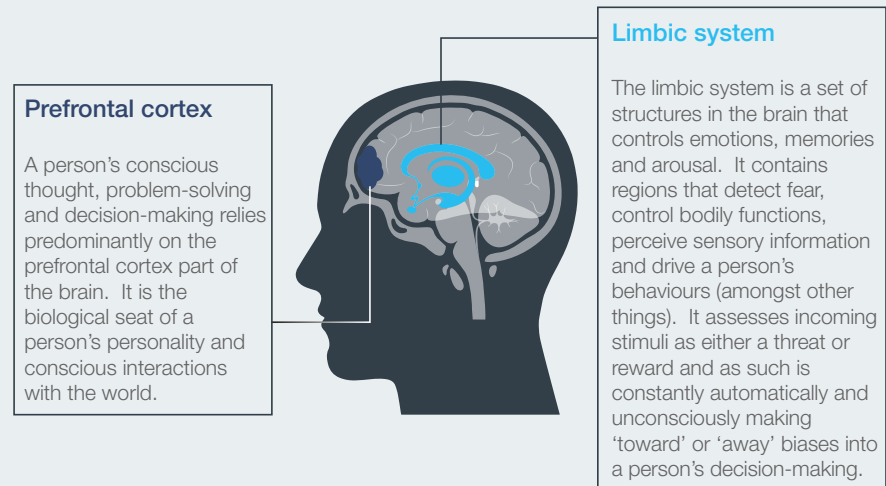 Prefrontal cortex
A person’s conscious
thought, problem-solving
and decision-making relies
predominantly on the
prefrontal cortex part of
the brain.  It is the
biological seat of a
person’s personality and
conscious interactions
with the world.
Limbic system
The limbic system is a set of
structures in the brain that
controls emotions, memories
and arousal.  It contains
regions that detect fear,
control bodily functions,
perceive sensory information
and drive a person’s
behaviours (amongst other
things).  It assesses incoming
stimuli as either a threat or
reward and as such is
constantly automatically and
unconsciously making
‘toward’ or ‘away’ biases into
a person’s decision-making.